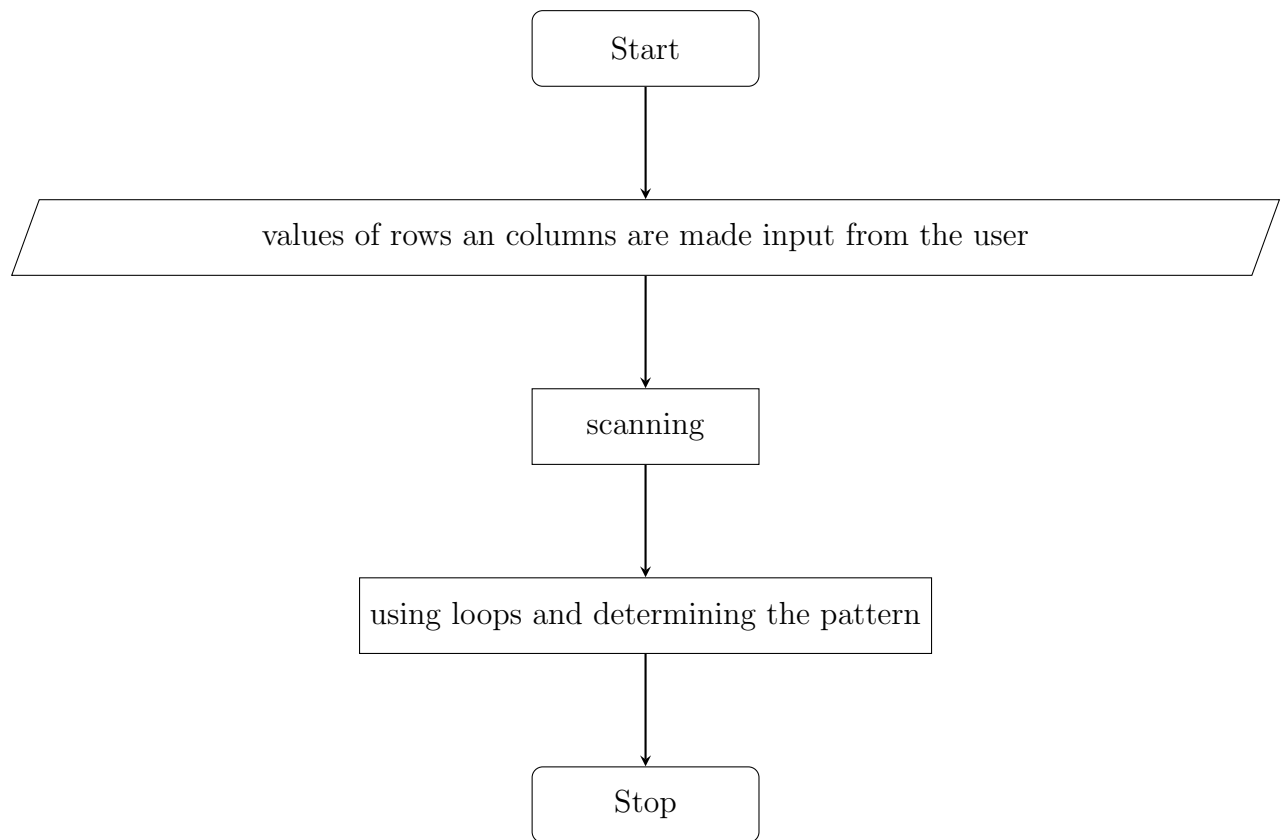 Start
values of rows an columns are made input from the user
scanning
using loops and determining the pattern
Stop